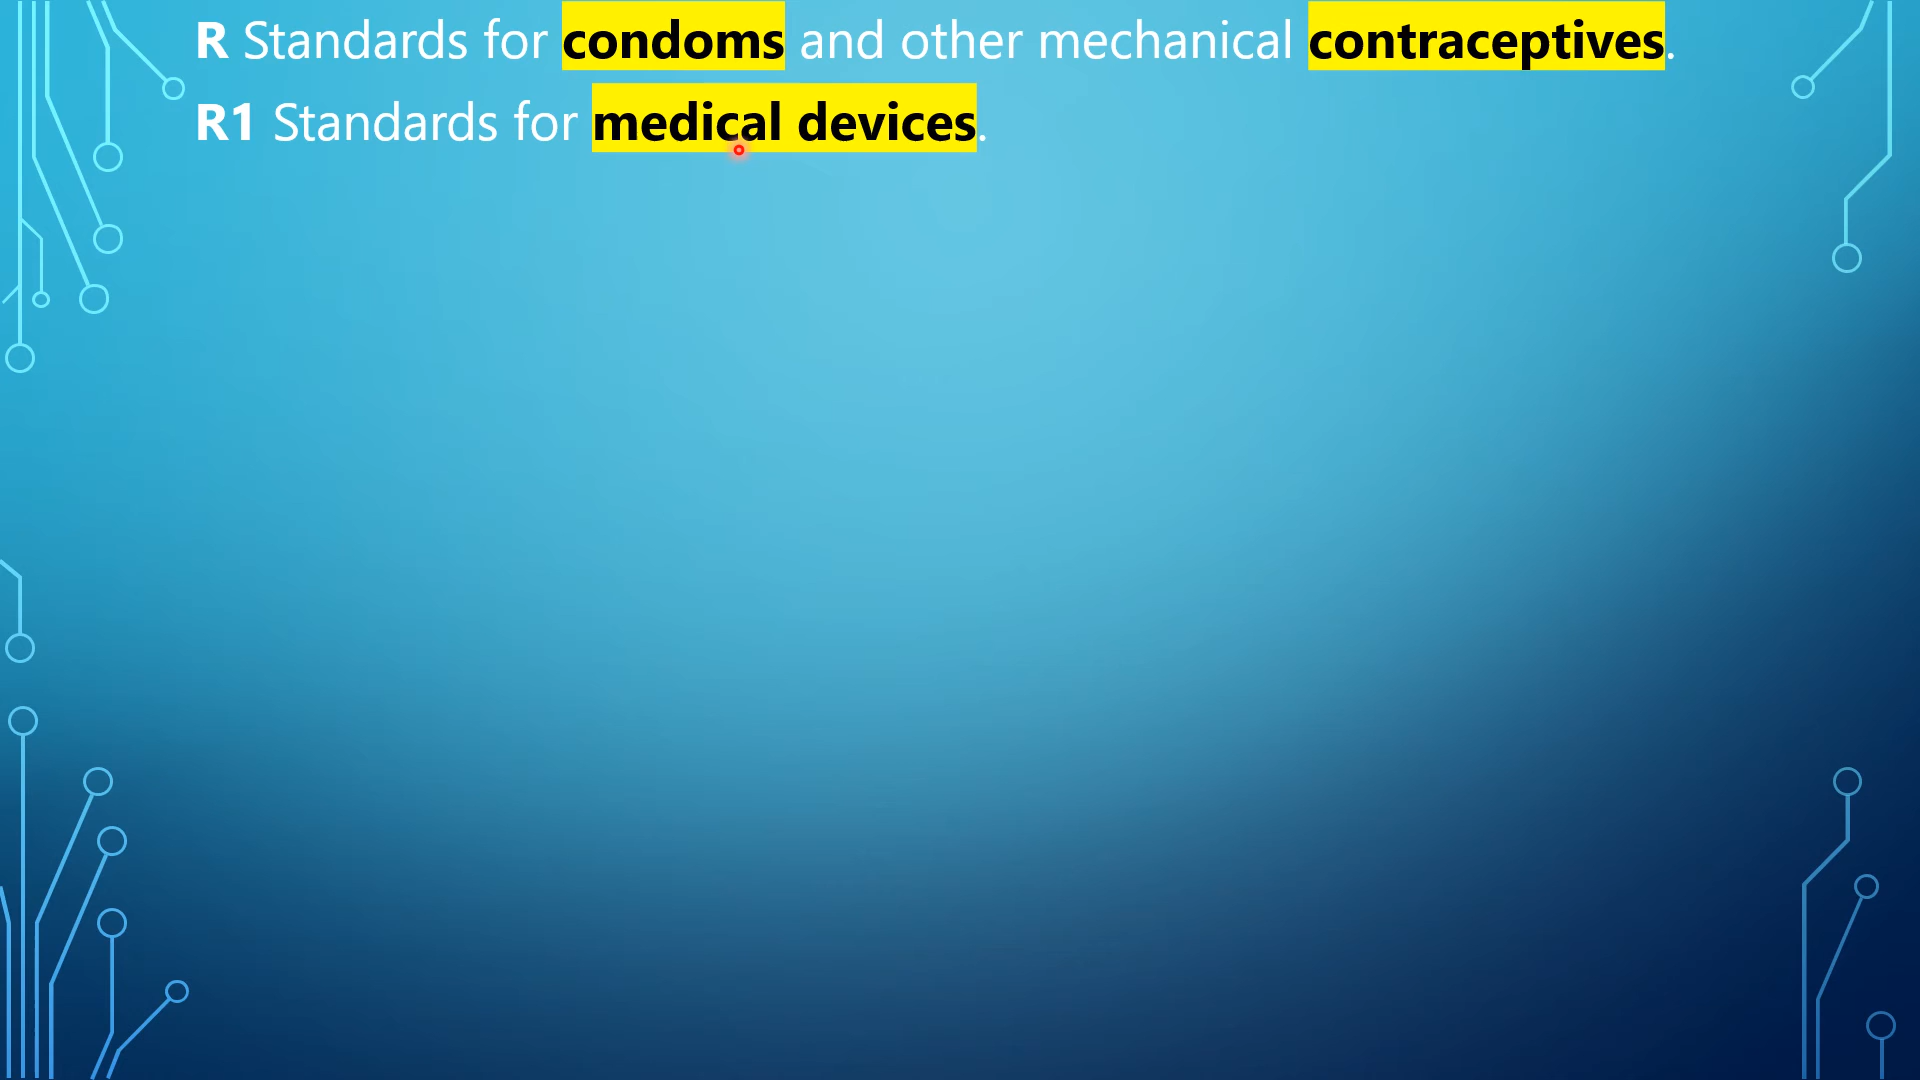 R Standards for condoms and other mechanical contraceptives.
R1 Standards for medical devices.